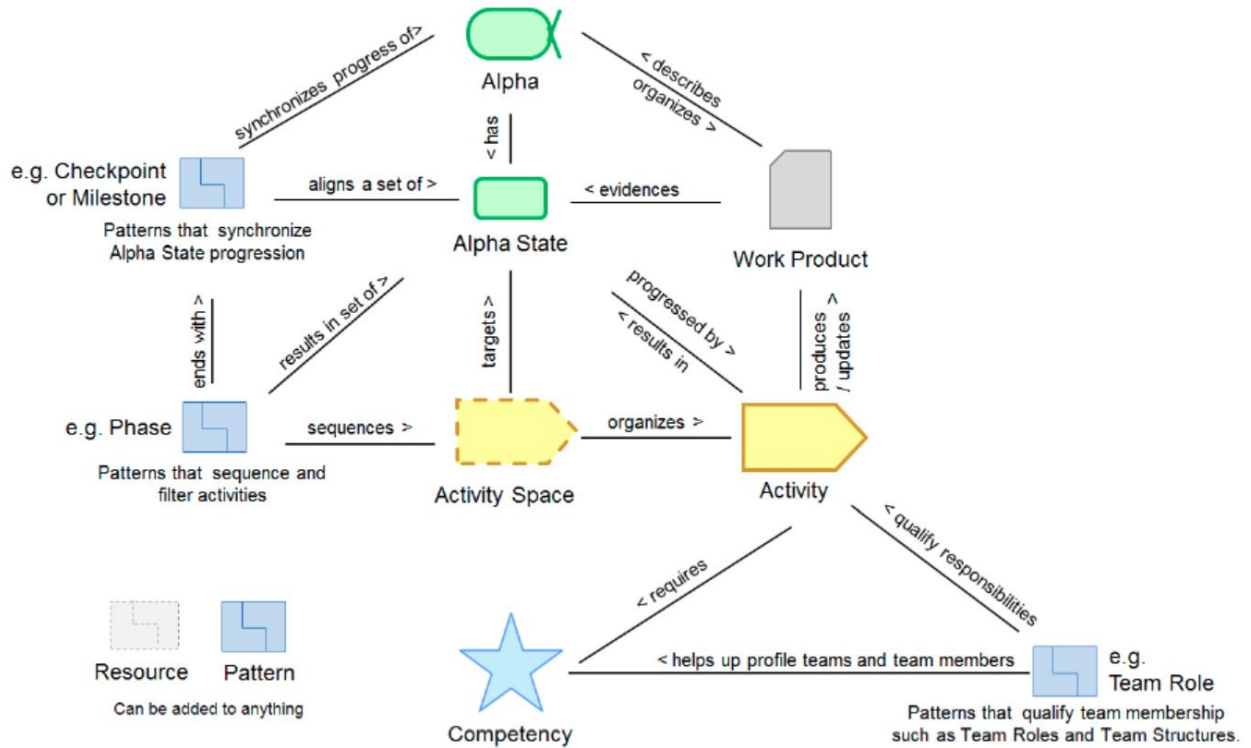 synchronizes progress of>
Alpha
< describes
organizes >
< has
e.g. Checkpoint
or Milestone
aligns a set of >
< evidences
Patterns that synchronize
Alpha State progression
Alpha State
Work Product
ends with >
results in set of >
targets >
progressed by >
< results in
produces >
/ updates
e.g. Phase
sequences >
organizes >
Patterns that sequence and
filter activities
Activity Space
Activity
< requires
< qualify responsibilities
Resource
Pattern
Can be added to anything
< helps up profile teams and team members
Competency
e.g.
Team Role
Patterns that qualify team membership
such as Team Roles and Team Structures.